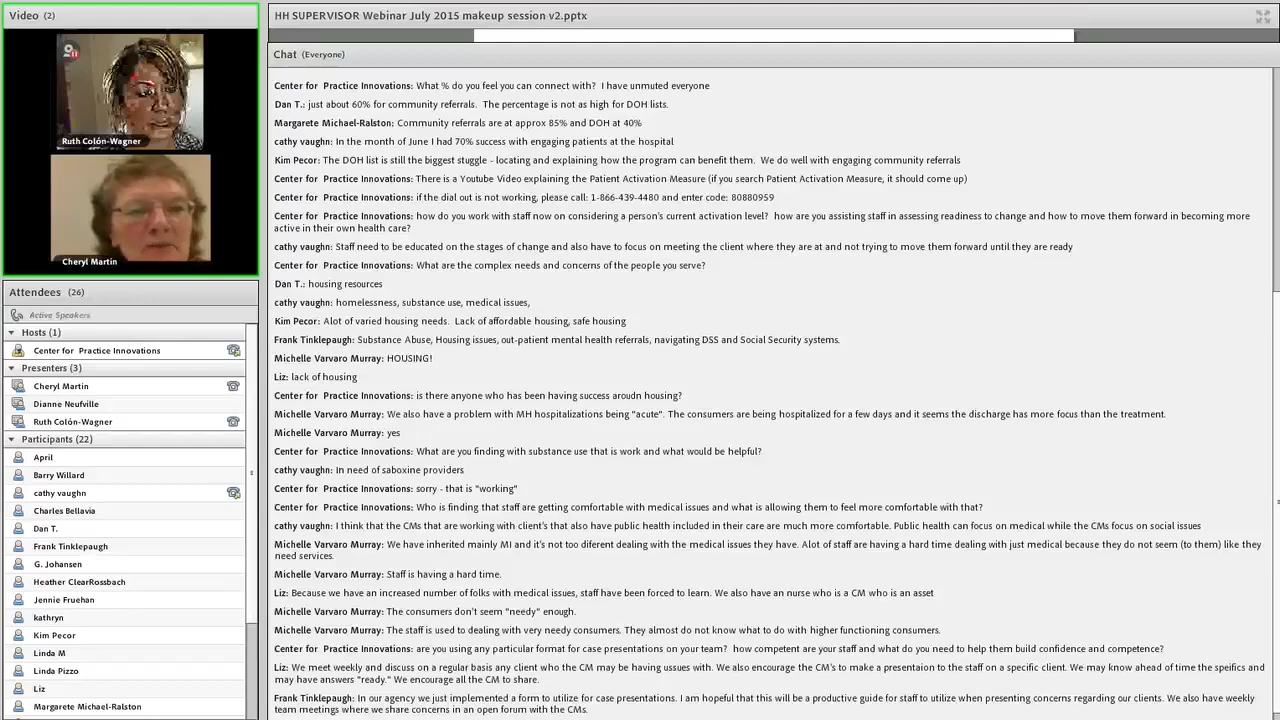 Video (2)
Ruth Colón-Wagner
Cheryl Martin
Attendees (26)
Active Speakers
Hosts (1)
Center for Practice Innovations
Presenters (3)
Cheryl Martin
Dianne Neufville
Ruth Colón-Wagner
Participants (22)
April
Barry Willard
cathy vaughn
Charles Bellavia
Dan T.
Frank Tinklepaugh
G. Johansen
Heather ClearRossbach
Jennie Fruehan
kathryn
Kim Pecor
Linda M
Linda Pizzo
Liz
Margarete Michael-Ralston
HH SUPERVISOR Webinar July 2015 makeup session v2.pptx
Chat (Everyone)
Center for Practice Innovations: What % do you feel you can connect with? I have unmuted everyone
Dan T.: just about 60% for community referrals. The percentage is not as high for DOH lists.
Margarete Michael-Ralston: Community referrals are at approx 85% and DOH at 40%
cathy vaughn: In the month of June I had 70% success with engaging patients at the hospital
Kim Pecor: The DOH list is still the biggest stuggle - locating and explaining how the program can benefit them. We do well with engaging community referrals
Center for Practice Innovations: There is a Youtube Video explaining the Patient Activation Measure (if you search Patient Activation Measure, it should come up)
Center for Practice Innovations: if the dial out is not working, please call: 1-866-439-4480 and enter code: 80880959
Center for Practice Innovations: how do you work with staff now on considering a person's current activation level? how are you assisting staff in assessing readiness to change and how to move them forward in becoming more
active in their own health care?
cathy vaughn: Staff need to be educated on the stages of change and also have to focus on meeting the client where they are at and not trying to move them forward until they are ready
Center for Practice Innovations: What are the complex needs and concerns of the people you serve?
Dan T.: housing resources
cathy vaughn: homelessness, substance use, medical issues,
Kim Pecor: Alot of varied housing needs. Lack of affordable housing, safe housing
Frank Tinklepaugh: Substance Abuse, Housing issues, out-patient mental health referrals, navigating DSS and Social Security systems.
Michelle Varvaro Murray: HOUSING!
Liz: lack of housing
Center for Practice Innovations: is there anyone who has been having success aroudn housing?
Michelle Varvaro Murray: We also have a problem with MH hospitalizations being "acute". The consumers are being hospitalized for a few days and it seems the discharge has more focus than the treatment.
Michelle Varvaro Murray: yes
Center for Practice Innovations: What are you finding with substance use that is work and what would be helpful?
cathy vaughn: In need of saboxine providers
Center for Practice Innovations: sorry - that is "working"
Center for Practice Innovations: Who is finding that staff are getting comfortable with medical issues and what is allowing them to feel more comfortable with that?
cathy vaughn: I think that the CMs that are working with client's that also have public health included in their care are much more comfortable. Public health can focus on medical while the CMs focus on social issues
Michelle Varvaro Murray: We have inherited mainly MI and it's not too diferent dealing with the medical issues they have. Alot of staff are having a hard time dealing with just medical because they do not seem (to them) like they
need services.
Michelle Varvaro Murray: Staff is having a hard time.
Liz: Because we have an increased number of folks with medical issues, staff have been forced to learn. We also have an nurse who is a CM who is an asset
Michelle Varvaro Murray: The consumers don't seem "needy" enough.
Michelle Varvaro Murray: The staff is used to dealing with very needy consumers. They almost do not know what to do with higher functioning consumers.
Center for Practice Innovations: are you using any particular format for case presentations on your team? how competent are your staff and what do you need to help them build confidence and competence?
Liz: We meet weekly and discuss on a regular basis any client who the CM may be having ussues with. We also encourage the CM's to make a presentaion to the staff on a specific client. We may know ahead of time the speifics and
may have answers "ready." We encourage all the CM to share.
Frank Tinklepaugh: In our agency we just implemented a form to utilize for case presentations. I am hopeful that this will be a productive guide for staff to utilize when presenting concerns regarding our clients. We also have weekly
team meetings where we share concerns in an open forum with the CMs.